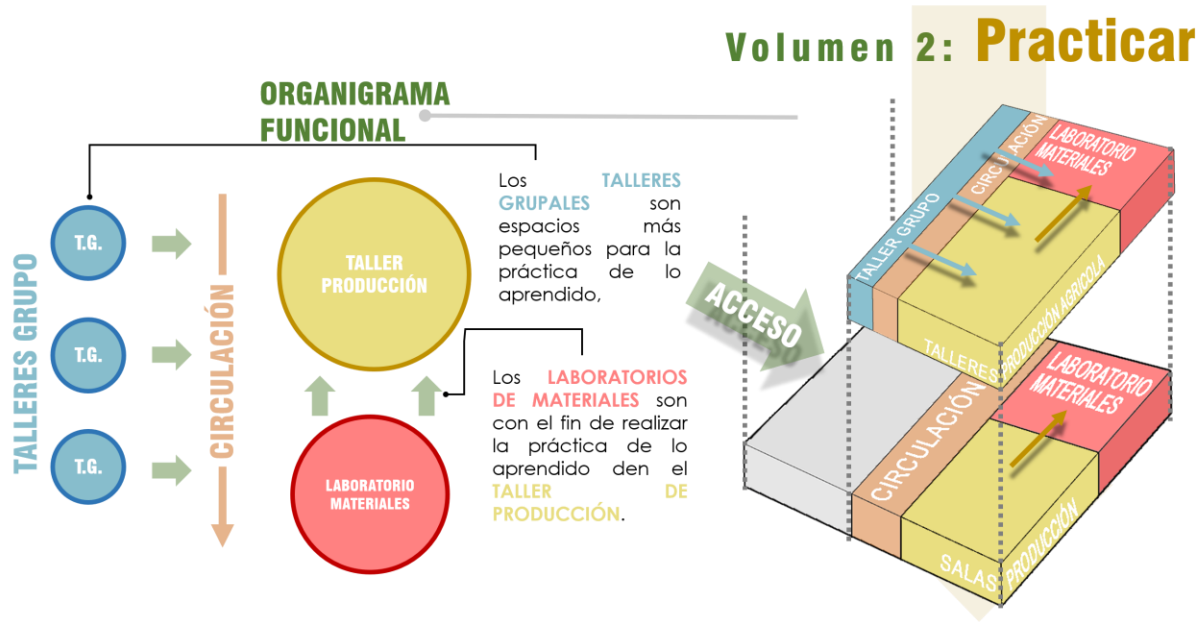 Volumen 2: Practicar
ORGANIGRAMA
FUNCIONAL
TALLERES GRUPO
T.G.
T.G.
T.G.
CIRCULACIÓN
TALLER
PRODUCCIÓN
LABORATORIO
MATERIALES
Los TALLERES
GRUPALES son
espacios más
pequeños para la
práctica de lo
aprendido,
Los LABORATORIOS
DE MATERIALES son
con el fin de realizar
la práctica de lo
aprendido den el
TALLER DE
PRODUCCIÓN.
ACCESO
TALLER GRUPO
CIRCULACIÓN
LABORATORIO
MATERIALES
TALLERES
PRODUCCIÓN AGRICOLA
CIRCULACIÓN
LABORATORIO
MATERIALES
SALAS
PRODUCCIÓN